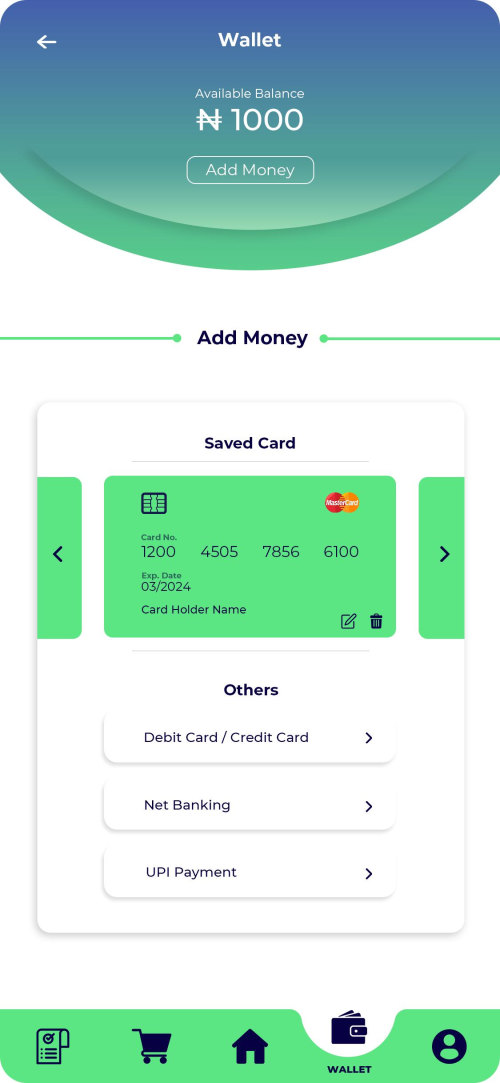 Wallet
Available Balance
₦ 1000
Add Money
Add Money
Saved Card
MasterCard
Card No.
1200 4505 7856 6100
Exp. Date
03/2024
Card Holder Name
Others
Debit Card / Credit Card
Net Banking
UPI Payment
WALLET